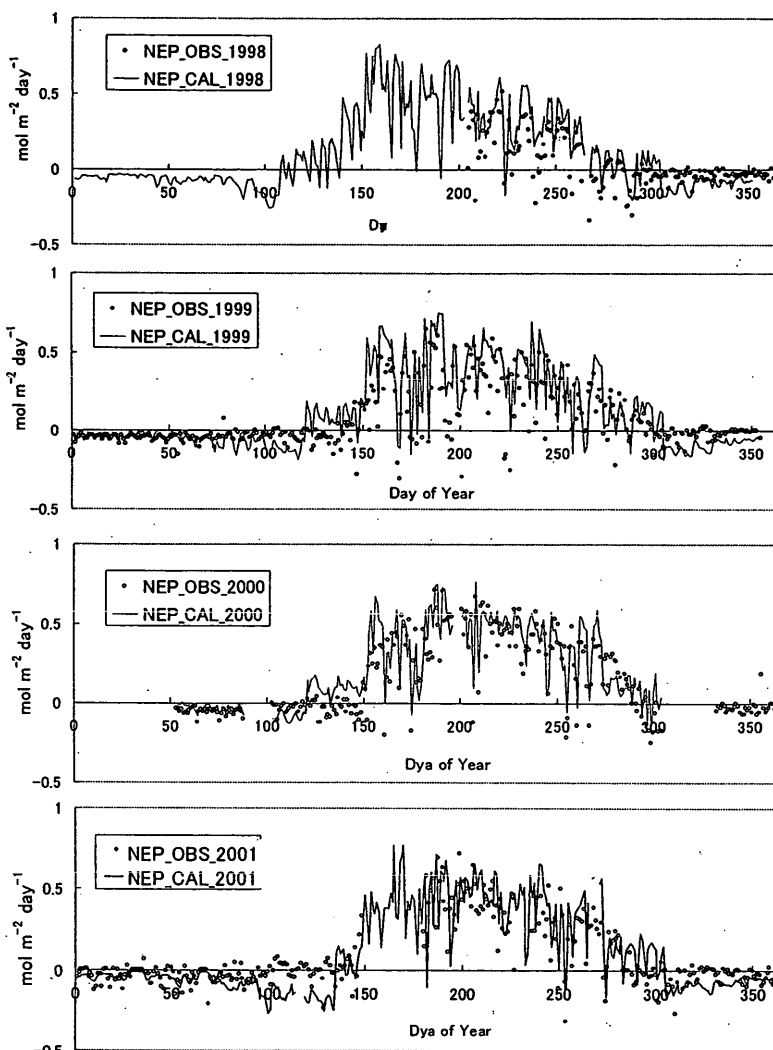 1
NEP_OBS_1998
NEP_CAL_1998
mol m⁻² day⁻¹
0.5
0
0 50 100 150 200 250 300 350
-0.5
1
NEP_OBS_1999
NEP_CAL_1999
mol m⁻² day⁻¹
0.5
0
0 50 100 150 200 250 300 350
Day of Year
-0.5
1
NEP_OBS_2000
NEP_CAL_2000
mol m⁻² day⁻¹
0.5
0
0 50 100 150 200 250 300 350
Dya of Year
-0.5
1
NEP_OBS_2001
NEP_CAL_2001
mol m⁻² day⁻¹
0.5
0
0 50 100 150 200 250 300 350
Dya of Year
-0.5